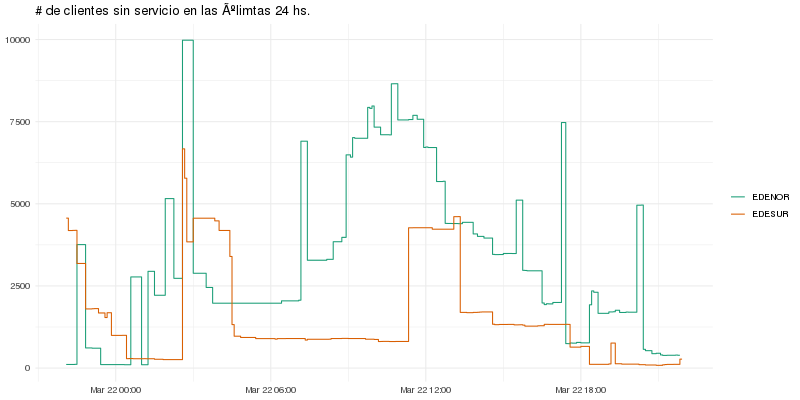 # de clientes sin servicio en las Ãºlimtas 24 hs.
10000
7500
5000
2500
0
Mar 22 00:00
Mar 22 06:00
Mar 22 12:00
Mar 22 18:00
EDENOR
EDESUR